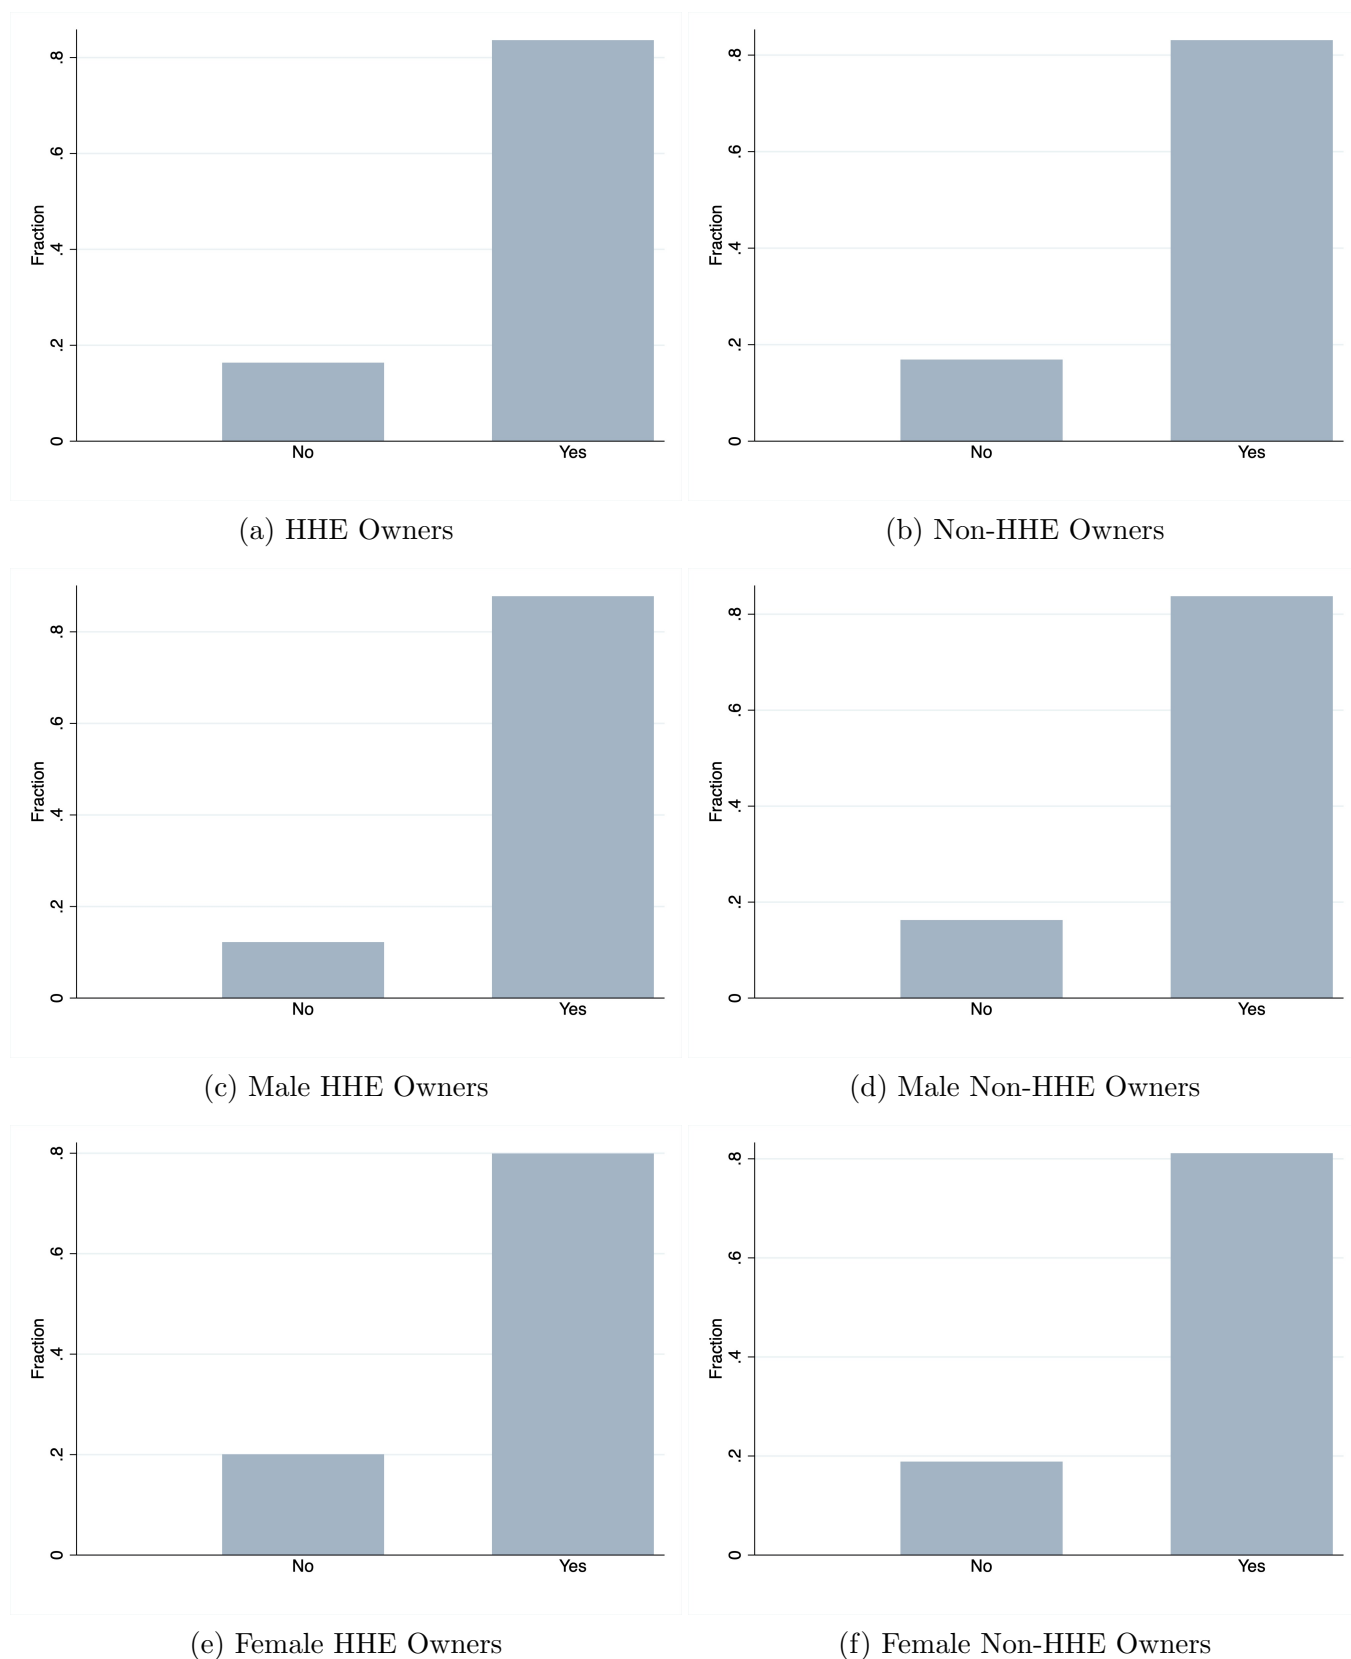 Fraction
.8
.6
.4
.2
0
No Yes
(a) HHE Owners
Fraction
.8
.6
.4
.2
0
No Yes
(b) Non-HHE Owners
Fraction
.8
.6
.4
.2
0
No Yes
(c) Male HHE Owners
Fraction
.8
.6
.4
.2
0
No Yes
(d) Male Non-HHE Owners
Fraction
.8
.6
.4
.2
0
No Yes
(e) Female HHE Owners
Fraction
.8
.6
.4
.2
0
No Yes
(f) Female Non-HHE Owners